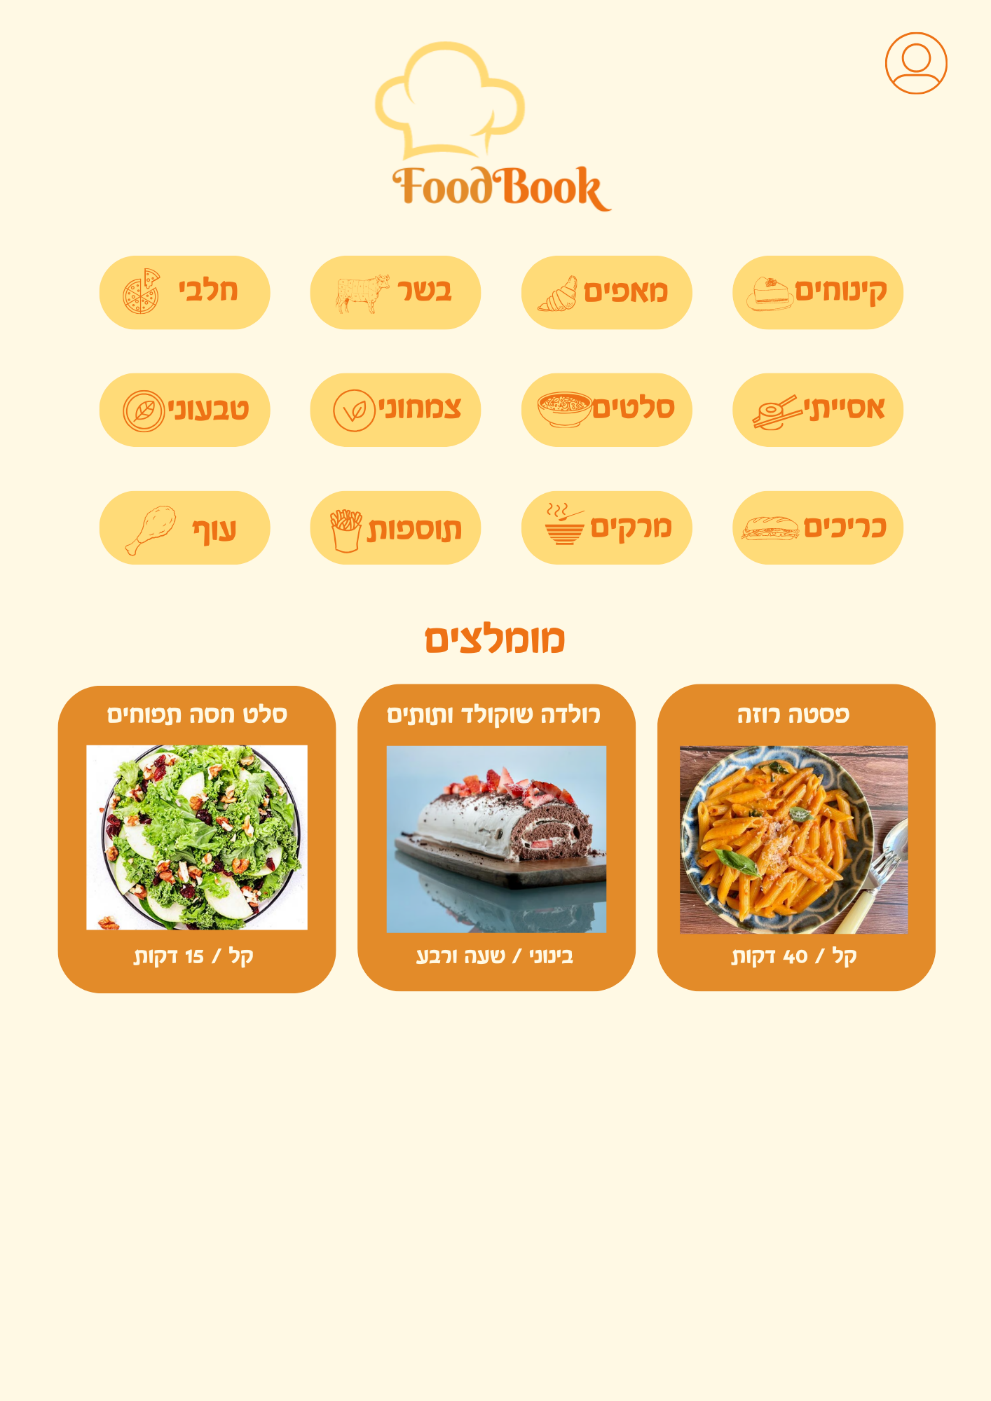 FoodBook
קינוחים
מאפים
בשר
חלבי
אסייתי
סלטים
צמחוני
טבעוני
כריכים
מרקים
תוספות
עוף
מומלצים
פסטה רוזה
רולדה שוקולד ותותים
סלט חסה תפוחים
קל / 40 דקות
בינוני / שעה ורבע
קל / 15 דקות